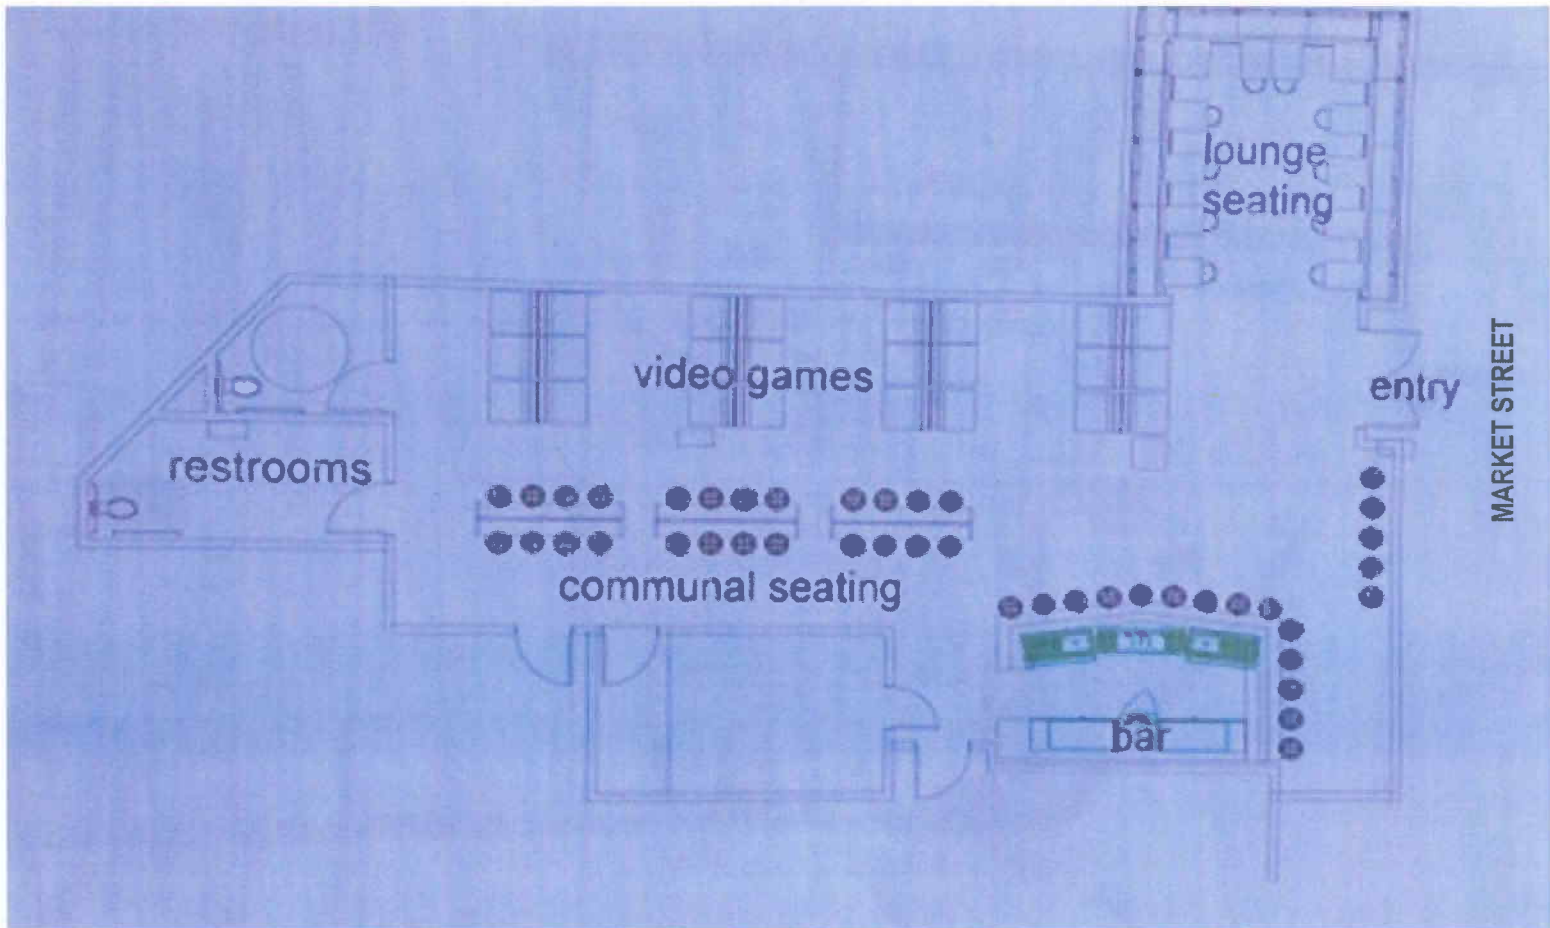 lounge
seating
video games
entry
MARKET STREET
restrooms
communal seating
bar